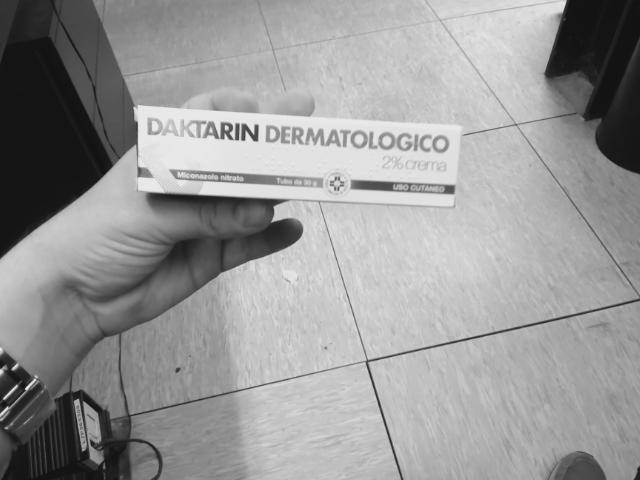 DAKTARIN DERMATOLOGICO
2% crema
Miconazolo nitrato Tubo da 30 g USO CUTANEO